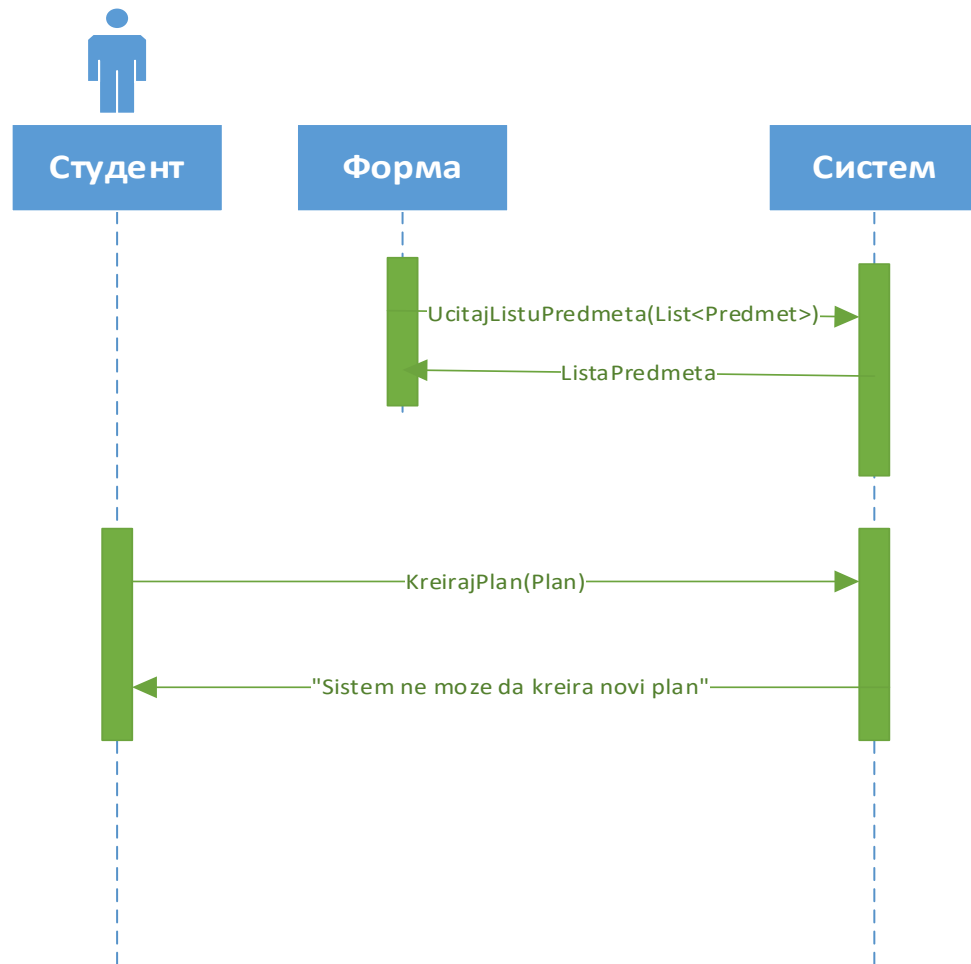 Студент
Форма
Систем
UcitajListuPredmeta(List<Predmet>)
ListaPredmeta
KreirajPlan(Plan)
"Sistem ne moze da kreira novi plan"